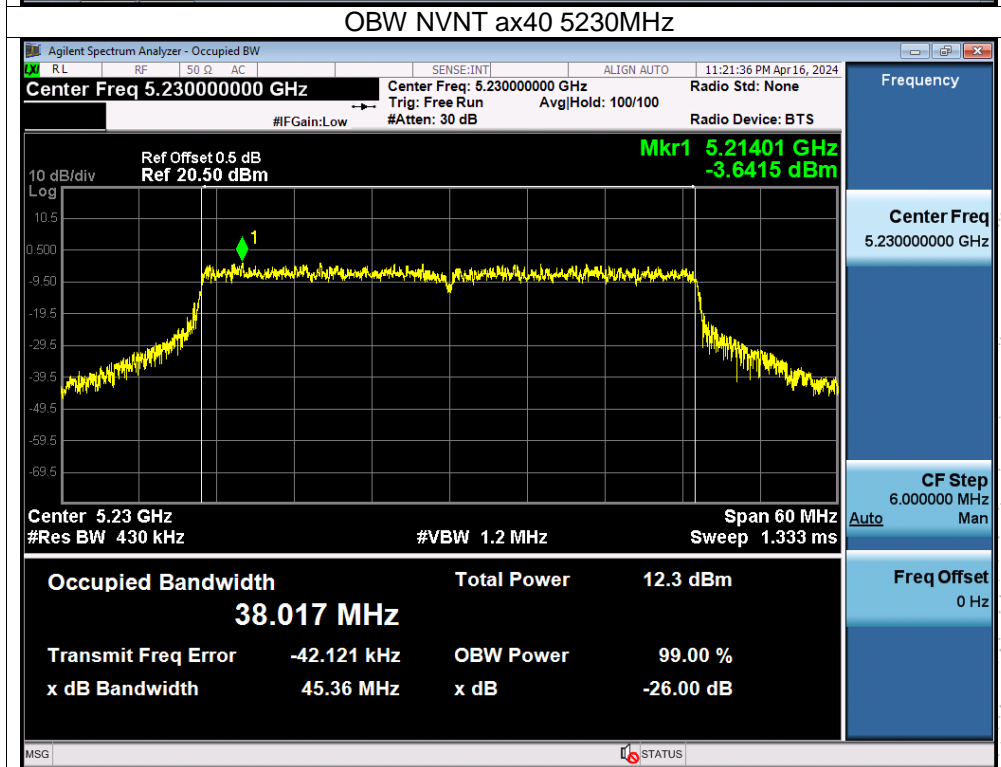 OBW NVNT ax40 5230MHz
Agilent Spectrum Analyzer - Occupied BW
LXI RL RF 50 Ω AC SENSE:INT ALIGN AUTO 11:21:36 PM Apr 16, 2024
Center Freq 5.230000000 GHz
Center Freq: 5.230000000 GHz Radio Std: None
Trig: Free Run Avg|Hold: 100/100
#IFGain:Low #Atten: 30 dB Radio Device: BTS
Mkr1 5.21401 GHz
-3.6415 dBm
Ref Offset 0.5 dB
10 dB/div Ref 20.50 dBm
Log
10.5
1
0.500
-9.50
-19.5
-29.5
-39.5
-49.5
-59.5
-69.5
Center 5.23 GHz Span 60 MHz
#Res BW 430 kHz #VBW 1.2 MHz Sweep 1.333 ms
Occupied Bandwidth Total Power 12.3 dBm
38.017 MHz
Transmit Freq Error -42.121 kHz OBW Power 99.00 %
x dB Bandwidth 45.36 MHz x dB -26.00 dB
MSG STATUS
Frequency
Center Freq
5.230000000 GHz
CF Step
6.000000 MHz
Auto Man
Freq Offset
0 Hz